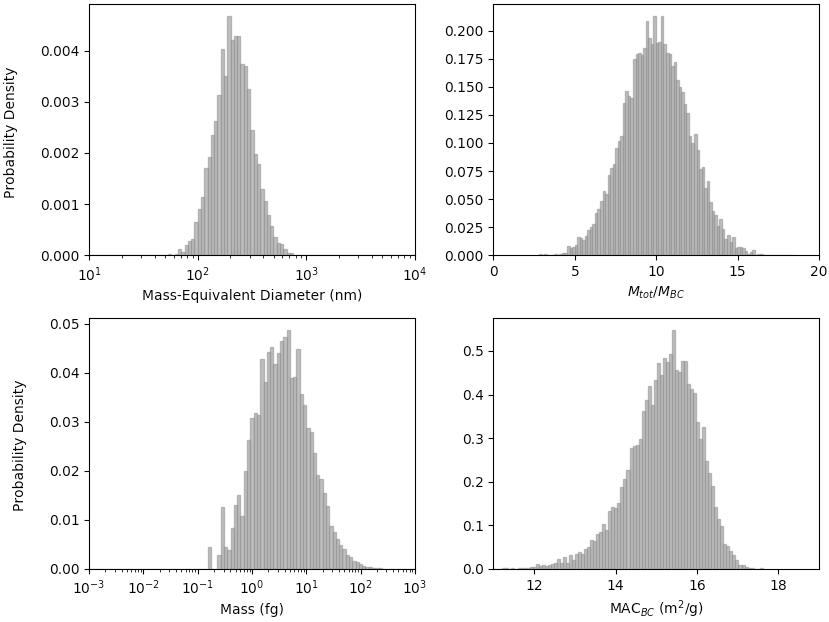 Probability Density
0.004
0.003
0.002
0.001
0.000
10¹ 10² 10³ 10⁴
Mass-Equivalent Diameter (nm)
0.200
0.175
0.150
0.125
0.100
0.075
0.050
0.025
0.000
0 5 10 15 20
M_tot/M_BC
Probability Density
0.05
0.04
0.03
0.02
0.01
0.00
10⁻³ 10⁻² 10⁻¹ 10⁰ 10¹ 10² 10³
Mass (fg)
0.5
0.4
0.3
0.2
0.1
0.0
12 14 16 18
MAC_BC (m²/g)